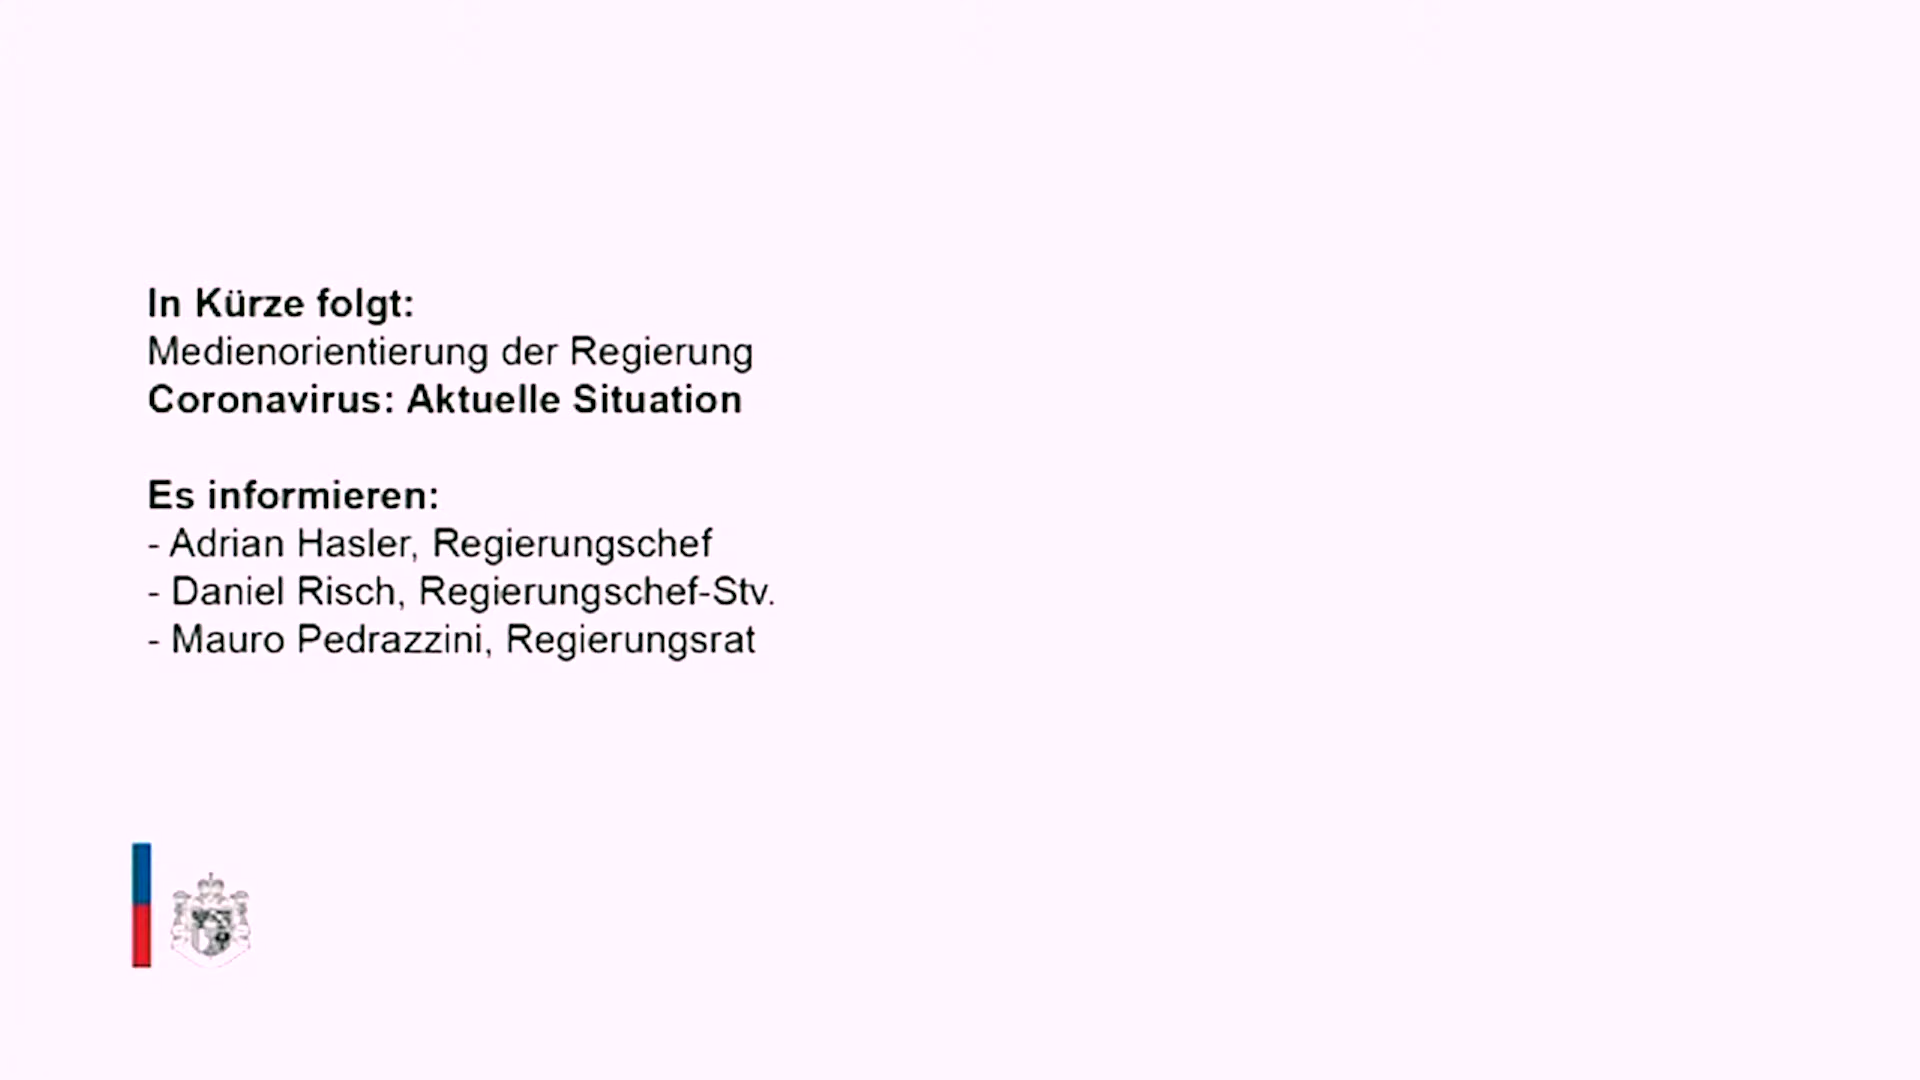 In Kürze folgt:
Medienorientierung der Regierung
Coronavirus: Aktuelle Situation
Es informieren:
- Adrian Hasler, Regierungschef
- Daniel Risch, Regierungschef-Stv.
- Mauro Pedrazzini, Regierungsrat